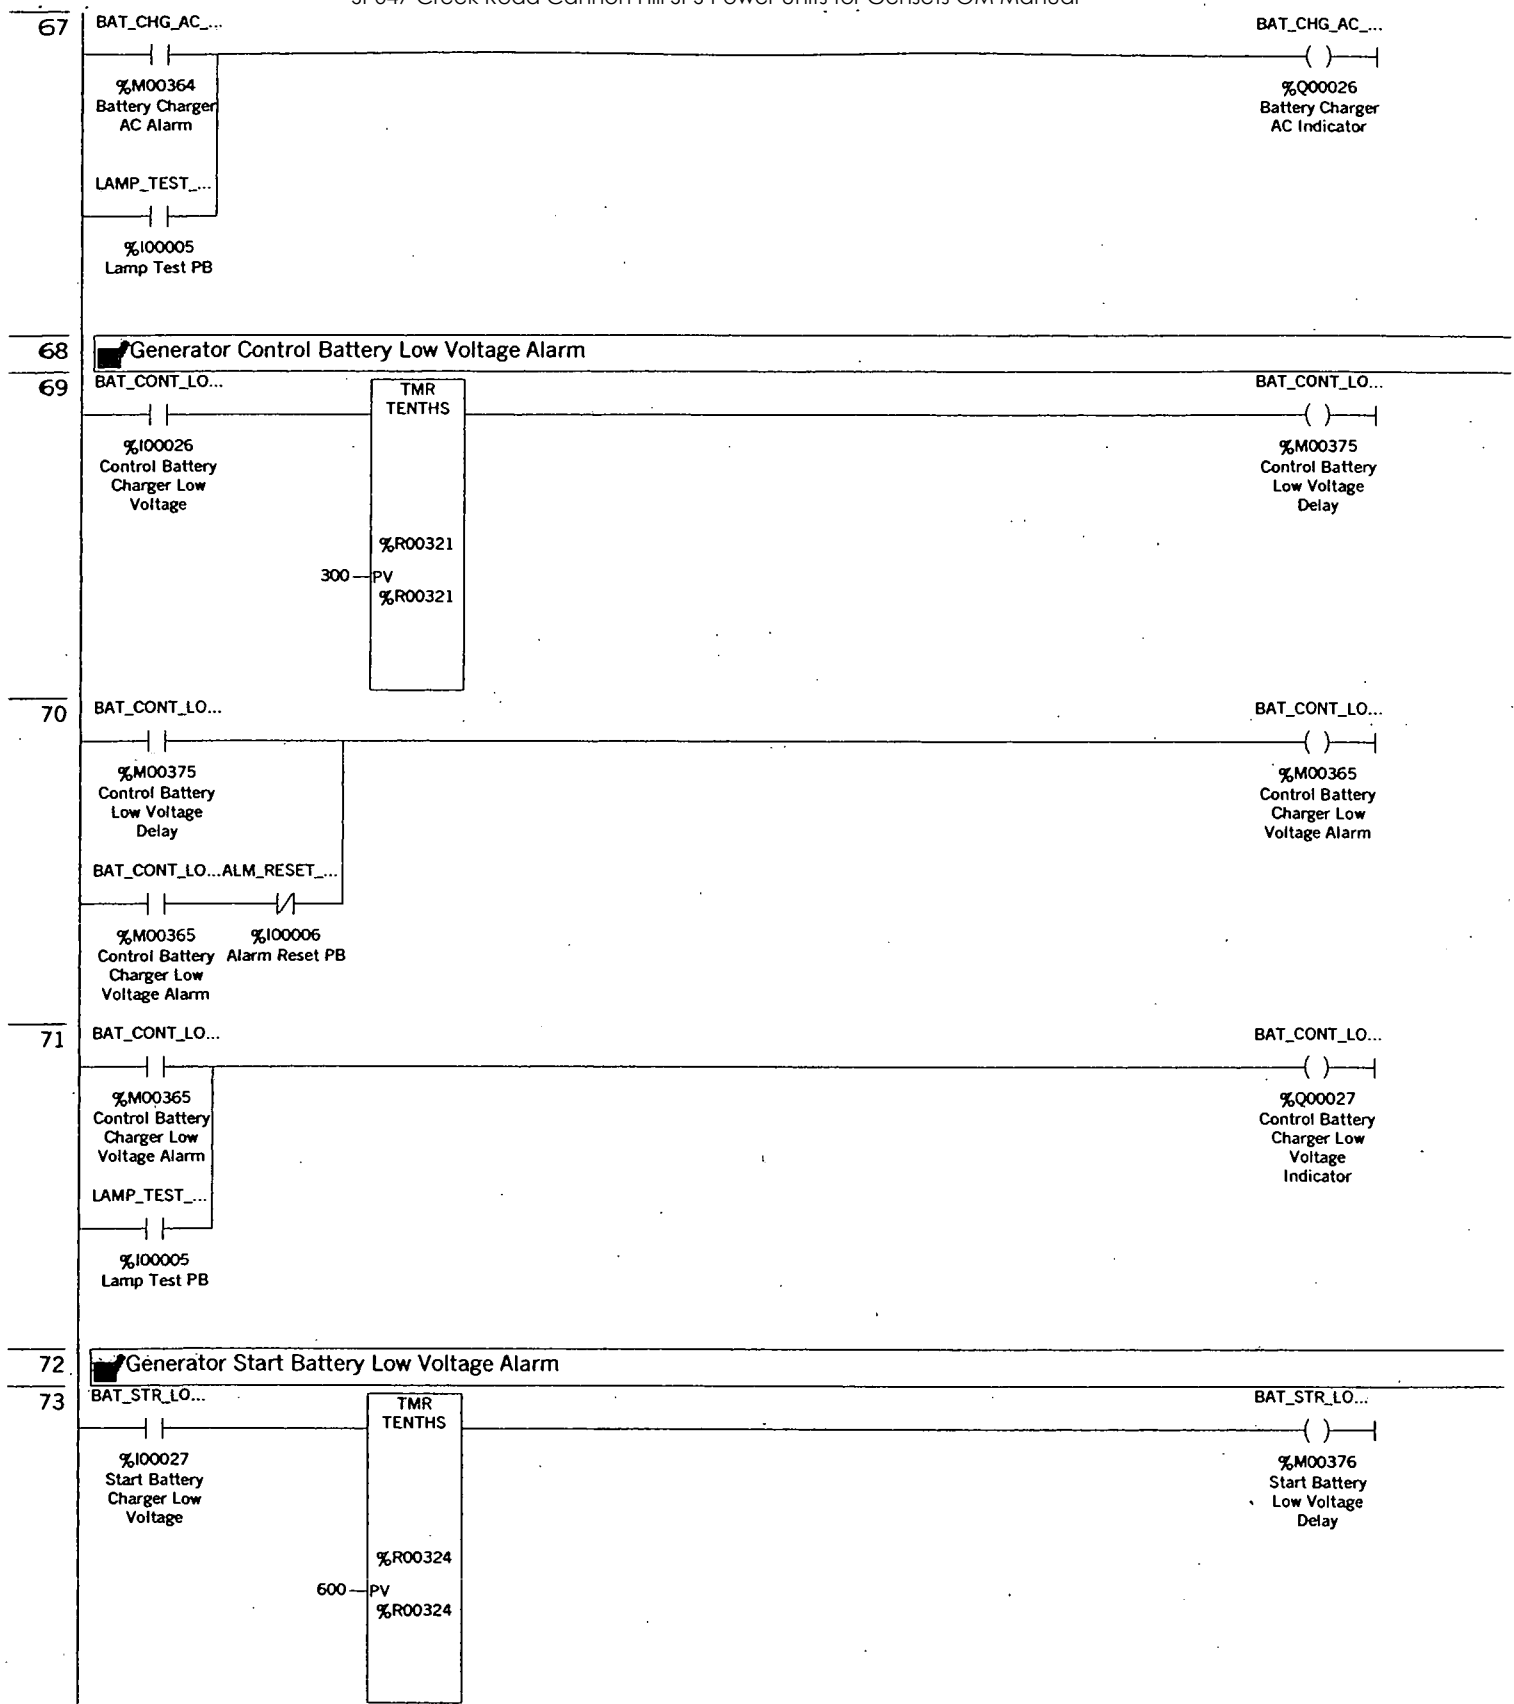 67
BAT_CHG_AC_...
BAT_CHG_AC_...
%M00364
Battery Charger
AC Alarm
%Q00026
Battery Charger
AC Indicator
LAMP_TEST_...
%I00005
Lamp Test PB
68
Generator Control Battery Low Voltage Alarm
69
BAT_CONT_LO...
TMR
TENTHS
BAT_CONT_LO...
%I00026
Control Battery
Charger Low
Voltage
%M00375
Control Battery
Low Voltage
Delay
%R00321
300
PV
%R00321
70
BAT_CONT_LO...
BAT_CONT_LO...
%M00375
Control Battery
Low Voltage
Delay
%M00365
Control Battery
Charger Low
Voltage Alarm
BAT_CONT_LO...ALM_RESET_...
%M00365
Control Battery
Charger Low
Voltage Alarm
%I00006
Alarm Reset PB
71
BAT_CONT_LO...
BAT_CONT_LO...
%M00365
Control Battery
Charger Low
Voltage Alarm
%Q00027
Control Battery
Charger Low
Voltage
Indicator
LAMP_TEST_...
%I00005
Lamp Test PB
72
Generator Start Battery Low Voltage Alarm
73
BAT_STR_LO...
TMR
TENTHS
BAT_STR_LO...
%I00027
Start Battery
Charger Low
Voltage
%M00376
Start Battery
Low Voltage
Delay
%R00324
600
PV
%R00324